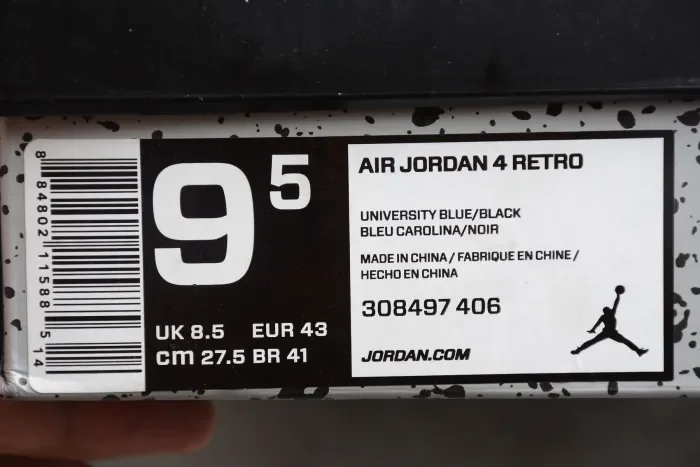 8 84802 11588 5 14
9 5
UK 8.5 EUR 43
cm 27.5 BR 41
AIR JORDAN 4 RETRO
UNIVERSITY BLUE/BLACK
BLEU CAROLINA/NOIR
MADE IN CHINA / FABRIQUE EN CHINE /
HECHO EN CHINA
308497 406
JORDAN.COM